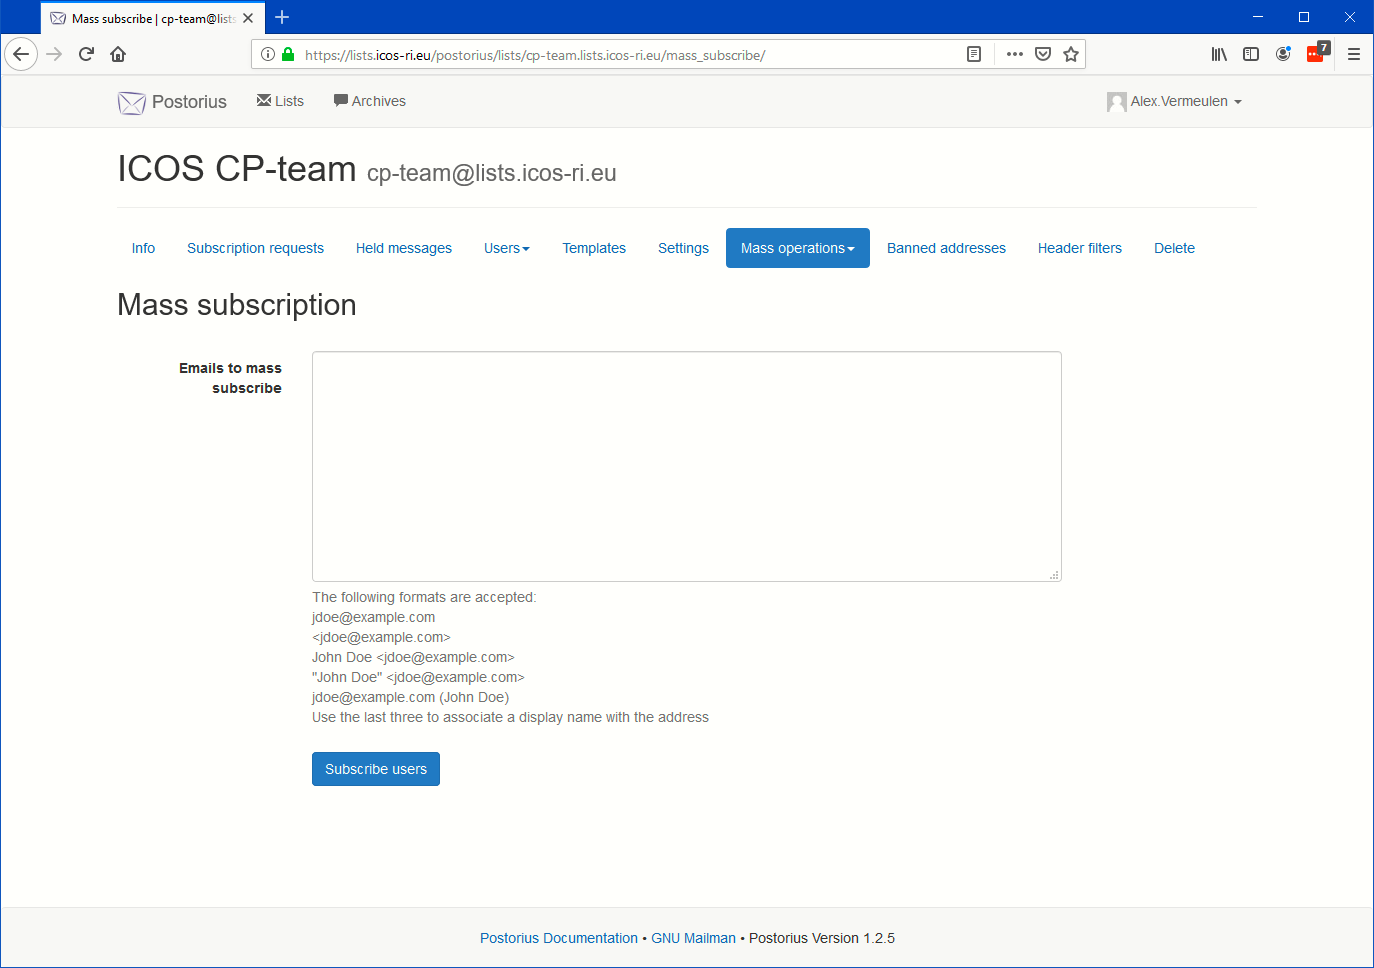 Mass subscribe | cp-team@lists
https://lists.icos-ri.eu/postorius/lists/cp-team.lists.icos-ri.eu/mass_subscribe/
7
Postorius Lists Archives Alex.Vermeulen
ICOS CP-team cp-team@lists.icos-ri.eu
Info Subscription requests Held messages Users Templates Settings Mass operations Banned addresses Header filters Delete
Mass subscription
Emails to mass
subscribe
The following formats are accepted:
jdoe@example.com
<jdoe@example.com>
John Doe <jdoe@example.com>
"John Doe" <jdoe@example.com>
jdoe@example.com (John Doe)
Use the last three to associate a display name with the address
Subscribe users
Postorius Documentation • GNU Mailman • Postorius Version 1.2.5